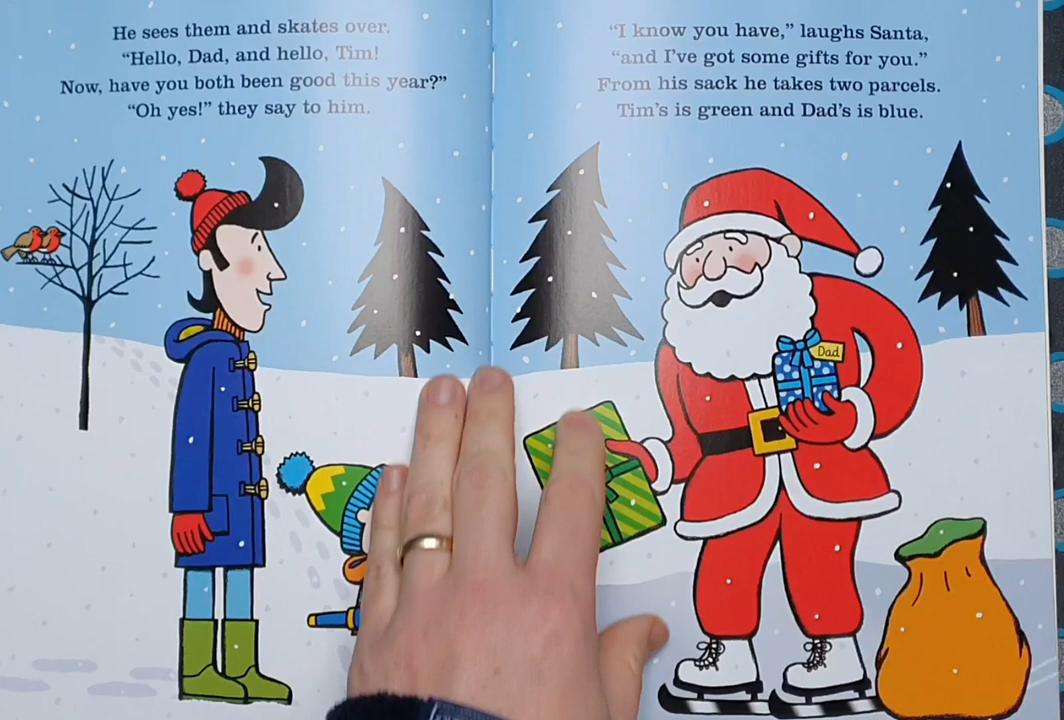 He sees them and skates over.
“Hello, Dad, and hello, Tim!
Now, have you both been good this year?”
“Oh yes!” they say to him.
“I know you have,” laughs Santa,
“and I’ve got some gifts for you.”
From his sack he takes two parcels.
Tim’s is green and Dad’s is blue.
Dad